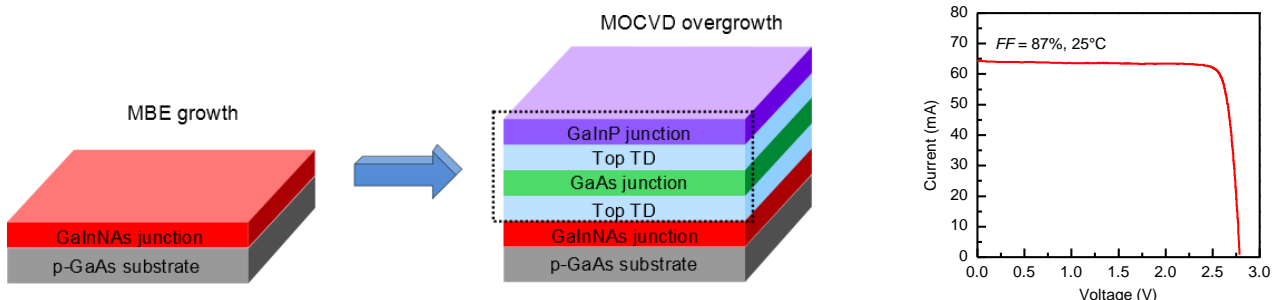 MBE growth
GaInNAs junction
p-GaAs substrate
MOCVD overgrowth
GaInP junction
Top TD
GaAs junction
Top TD
GaInNAs junction
p-GaAs substrate
FF = 87%, 25°C
Current (mA)
80
70
60
50
40
30
20
10
0
0.0 0.5 1.0 1.5 2.0 2.5 3.0
Voltage (V)